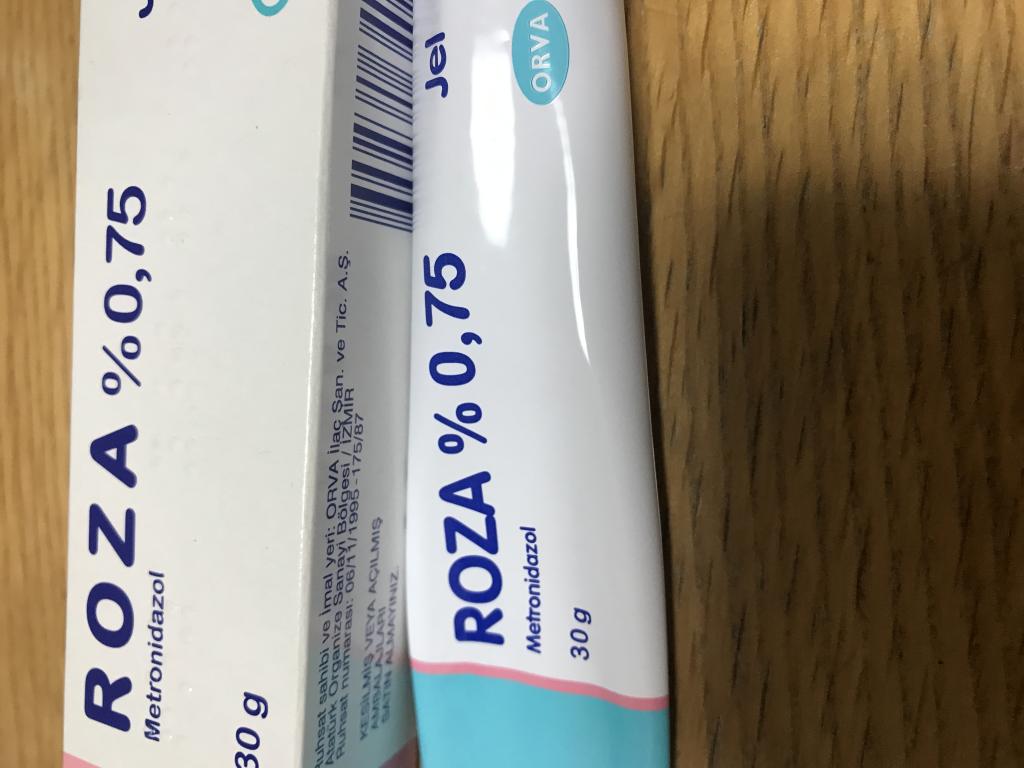 ROZA %0,75
Metronidazol
30 g
Ruhsat sahibi ve İmal yeri: ORVA İlaç San. ve Tic. A.Ş.
Atatürk Organize Sanayi Bölgesi / İZMİR
Ruhsat numarası: 06/11/1995-175/87
KESİLMİŞ VEYA AÇILMIŞ
AMBALAJLARI
SATIN ALMAYINIZ.
ROZA % 0,75 Jel
Metronidazol
30 g
ORVA